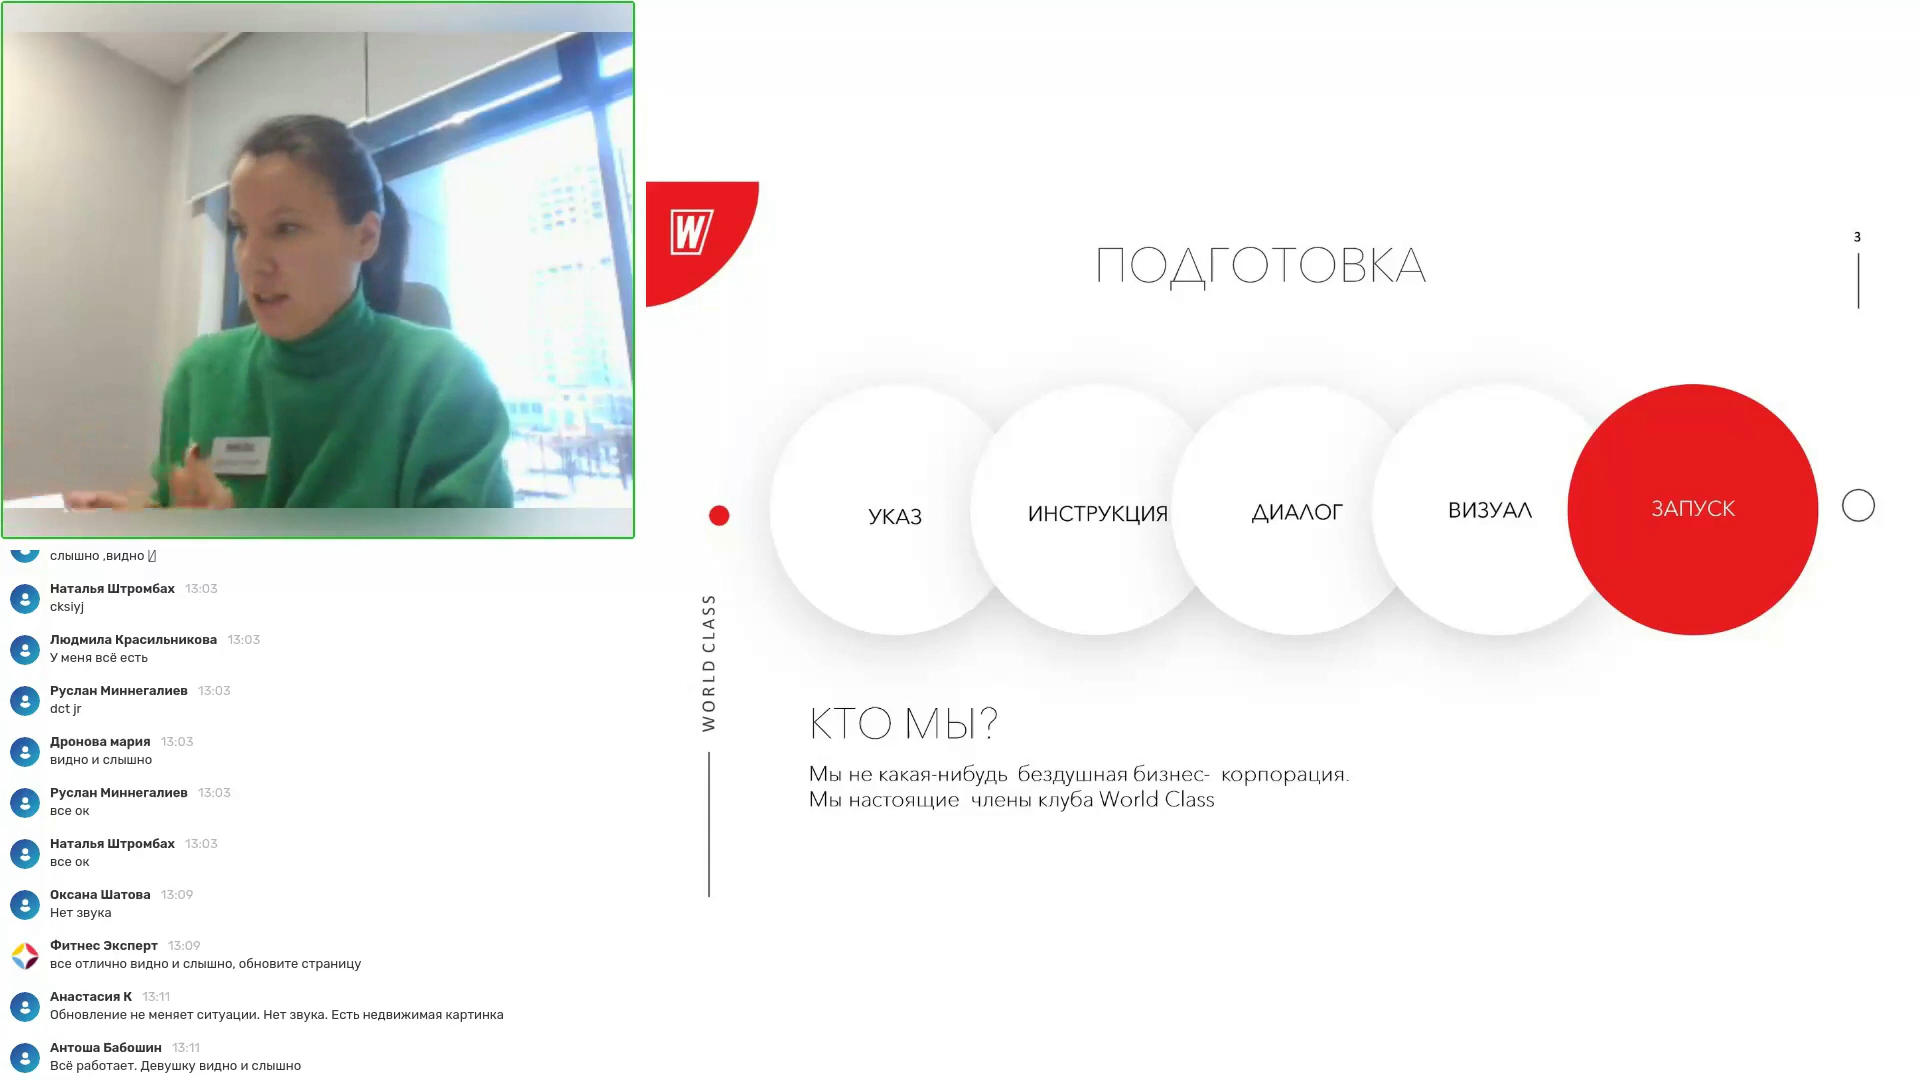 слышно ,видно
Наталья Штромбах 13:03
cksiyj
Людмила Красильникова 13:03
У меня всё есть
Руслан Миннегалиев 13:03
dct jr
Дронова мария 13:03
видно и слышно
Руслан Миннегалиев 13:03
все ок
Наталья Штромбах 13:03
все ок
Оксана Шатова 13:09
Нет звука
Фитнес Эксперт 13:09
все отлично видно и слышно, обновите страницу
Анастасия К 13:11
Обновление не меняет ситуации. Нет звука. Есть недвижимая картинка
Антоша Бабошин 13:11
Всё работает. Девушку видно и слышно
W
ПОДГОТОВКА
3
УКАЗ
ИНСТРУКЦИЯ
ДИАЛОГ
ВИЗУАЛ
ЗАПУСК
WORLD CLASS
КТО МЫ?
Мы не какая-нибудь бездушная бизнес- корпорация.
Мы настоящие члены клуба World Class